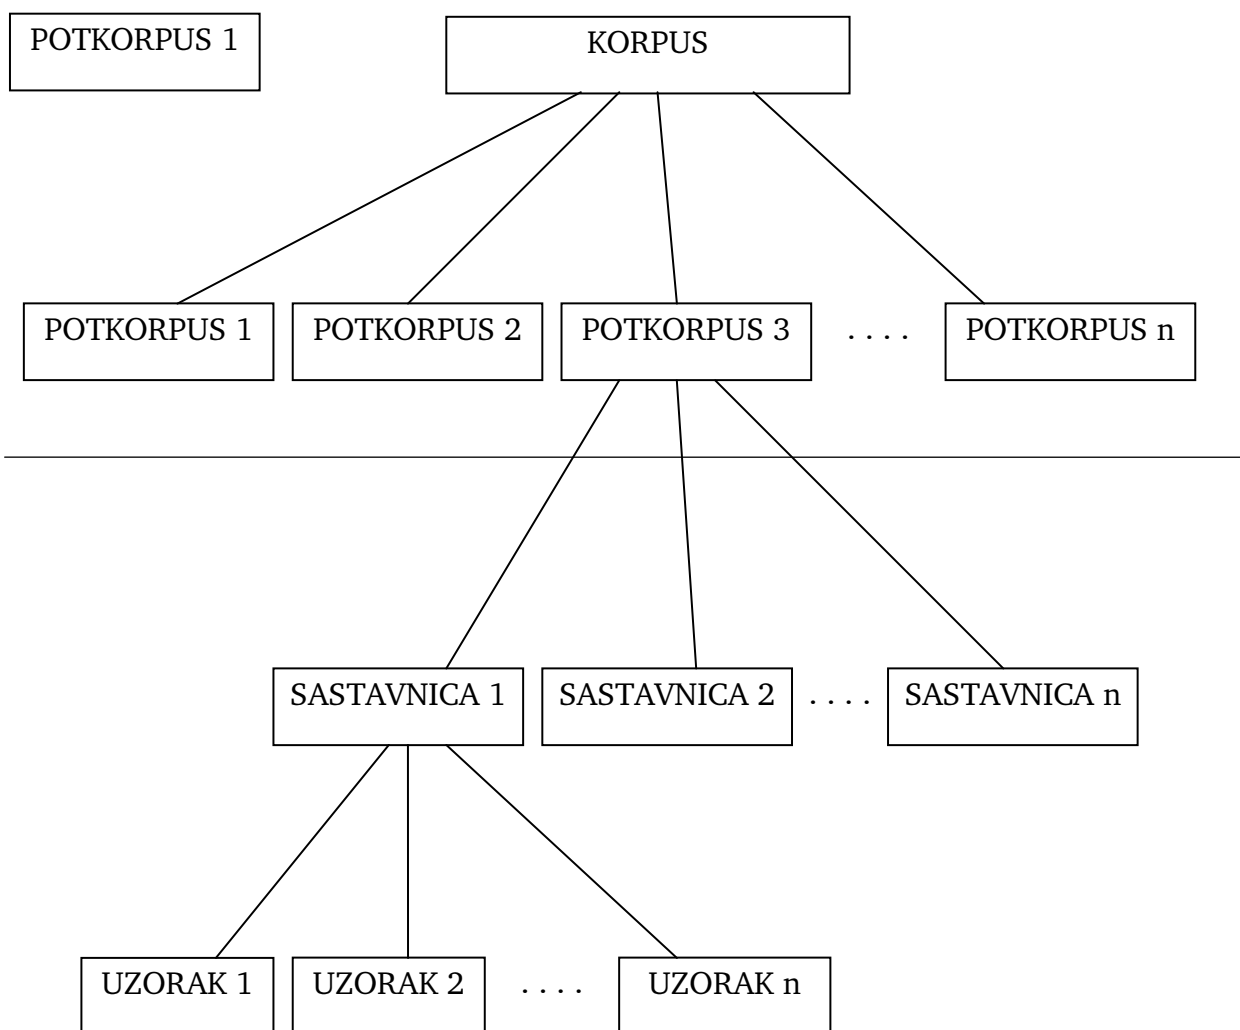 POTKORPUS 1
KORPUS
POTKORPUS 1
POTKORPUS 2
POTKORPUS 3
. . . .
POTKORPUS n
SASTAVNICA 1
SASTAVNICA 2
. . . .
SASTAVNICA n
UZORAK 1
UZORAK 2
. . . .
UZORAK n